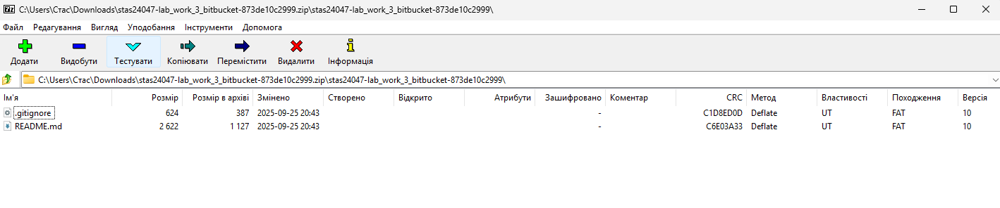 C:\Users\Стас\Downloads\stas24047-lab_work_3_bitbucket-873de10c2999.zip\stas24047-lab_work_3_bitbucket-873de10c2999\
Файл Редагування Вигляд Уподобання Інструменти Допомога
Додати Видобути Тестувати Копіювати Перемістити Видалити Інформація
C:\Users\Стас\Downloads\stas24047-lab_work_3_bitbucket-873de10c2999.zip\stas24047-lab_work_3_bitbucket-873de10c2999\
Ім'я Розмір Розмір в архіві Змінено Створено Відкрито Атрибути Зашифровано Коментар CRC Метод Властивості Походження Версія
.gitignore 624 387 2025-09-25 20:43 - C1D8ED0D Deflate UT FAT 10
README.md 2 622 1 127 2025-09-25 20:43 - C6E03A33 Deflate UT FAT 10